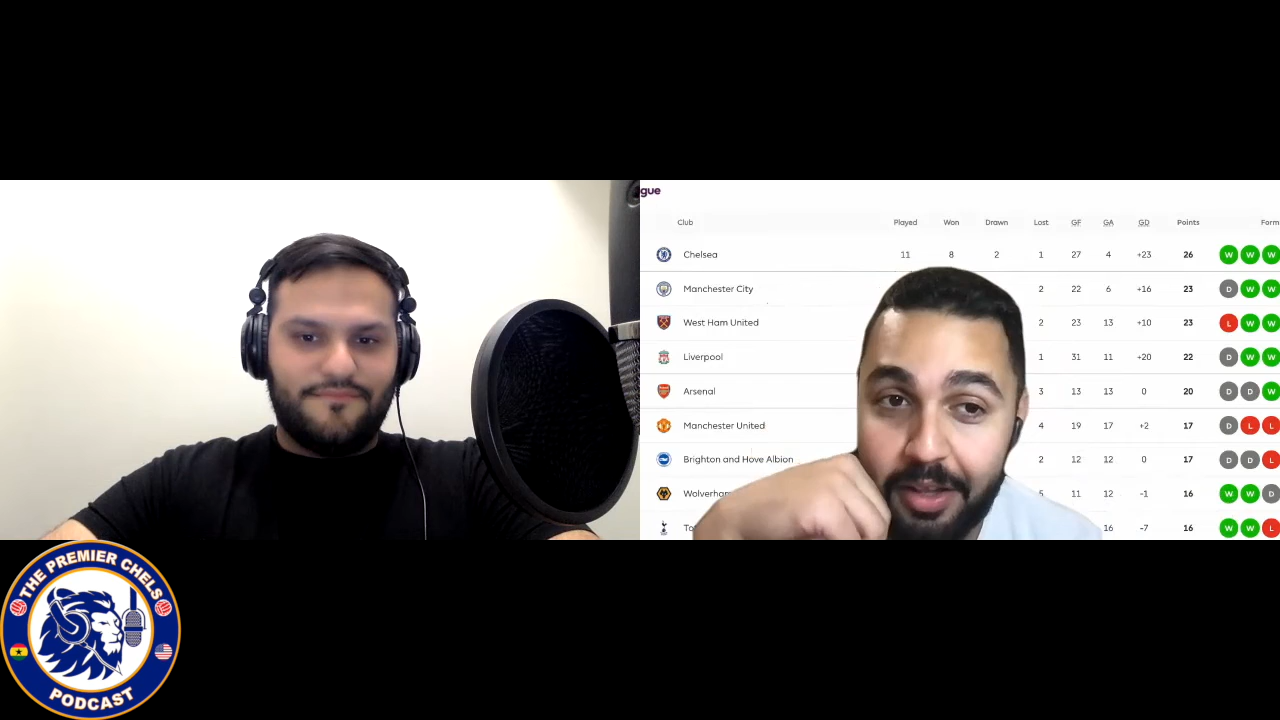 gue
Club Played Won Drawn Lost GF GA GD Points Form
Chelsea 11 8 2 1 27 4 +23 26 W W W
Manchester City 2 22 6 +16 23 D W W
West Ham United 2 23 13 +10 23 L W W
Liverpool 1 31 11 +20 22 D W W
Arsenal 3 13 13 0 20 D D W
Manchester United 4 19 17 +2 17 D L L
Brighton and Hove Albion 2 12 12 0 17 D D L
Wolverham 5 11 12 -1 16 W W D
To 16 -7 16 W W L
THE PREMIER CHELS
PODCAST